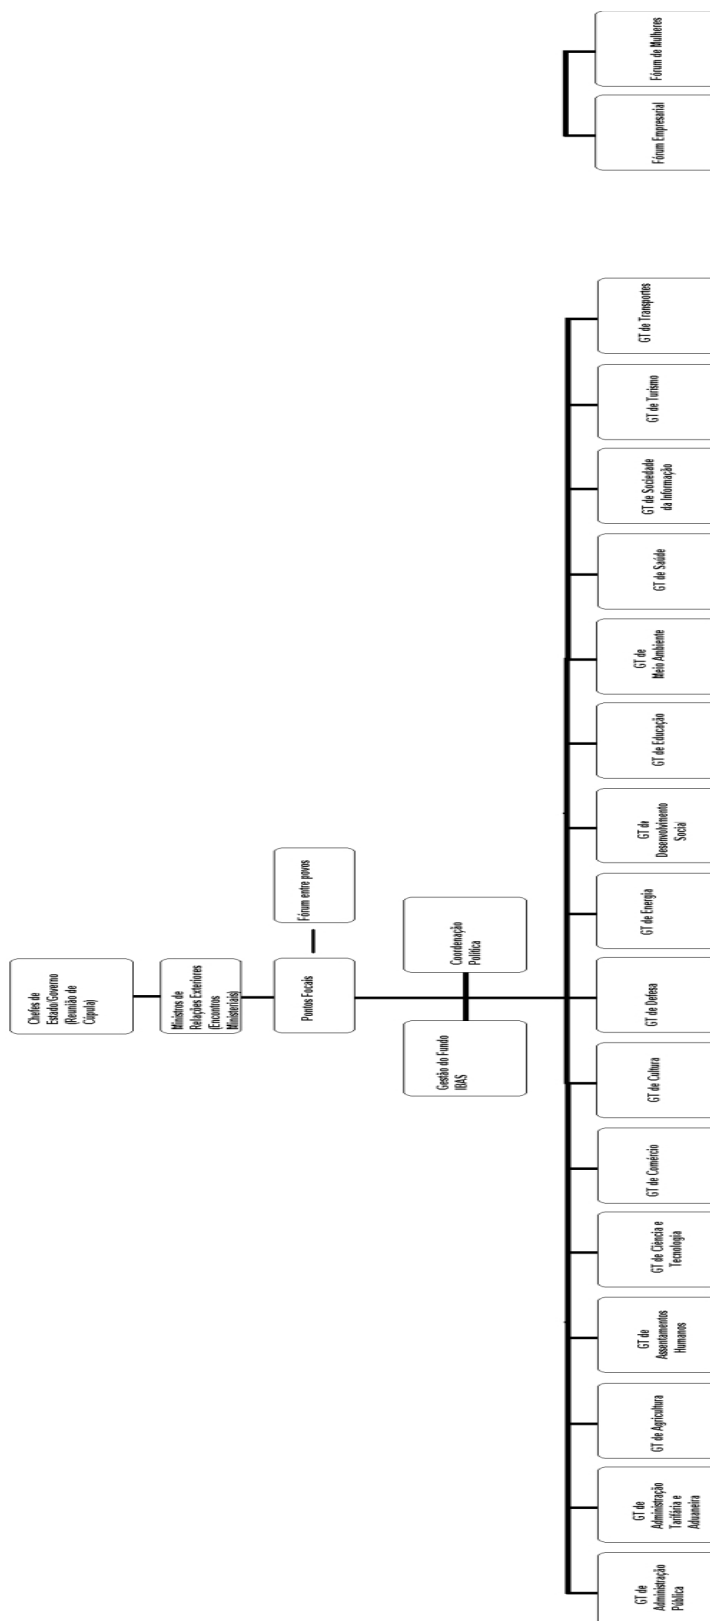 Chefes de
Estado/Governo
(Reunião de
Cúpula)
Ministros de
Relações Exteriores
(Encontros
Ministeriais)
Pontos Focais
Fórum entre povos
Gestão do Fundo
IBAS
Coordenação
Política
GT de
Administração
Pública
GT de
Administração
Tarifária e
Aduaneira
GT de Agricultura
GT de
Assentamentos
Humanos
GT de Ciência e
Tecnologia
GT de Comércio
GT de Cultura
GT de Defesa
GT de Energia
GT de
Desenvolvimento
Social
GT de Educação
GT de
Meio Ambiente
GT de Saúde
GT de Sociedade
da Informação
GT de Turismo
GT de Transportes
Fórum Empresarial
Fórum de Mulheres